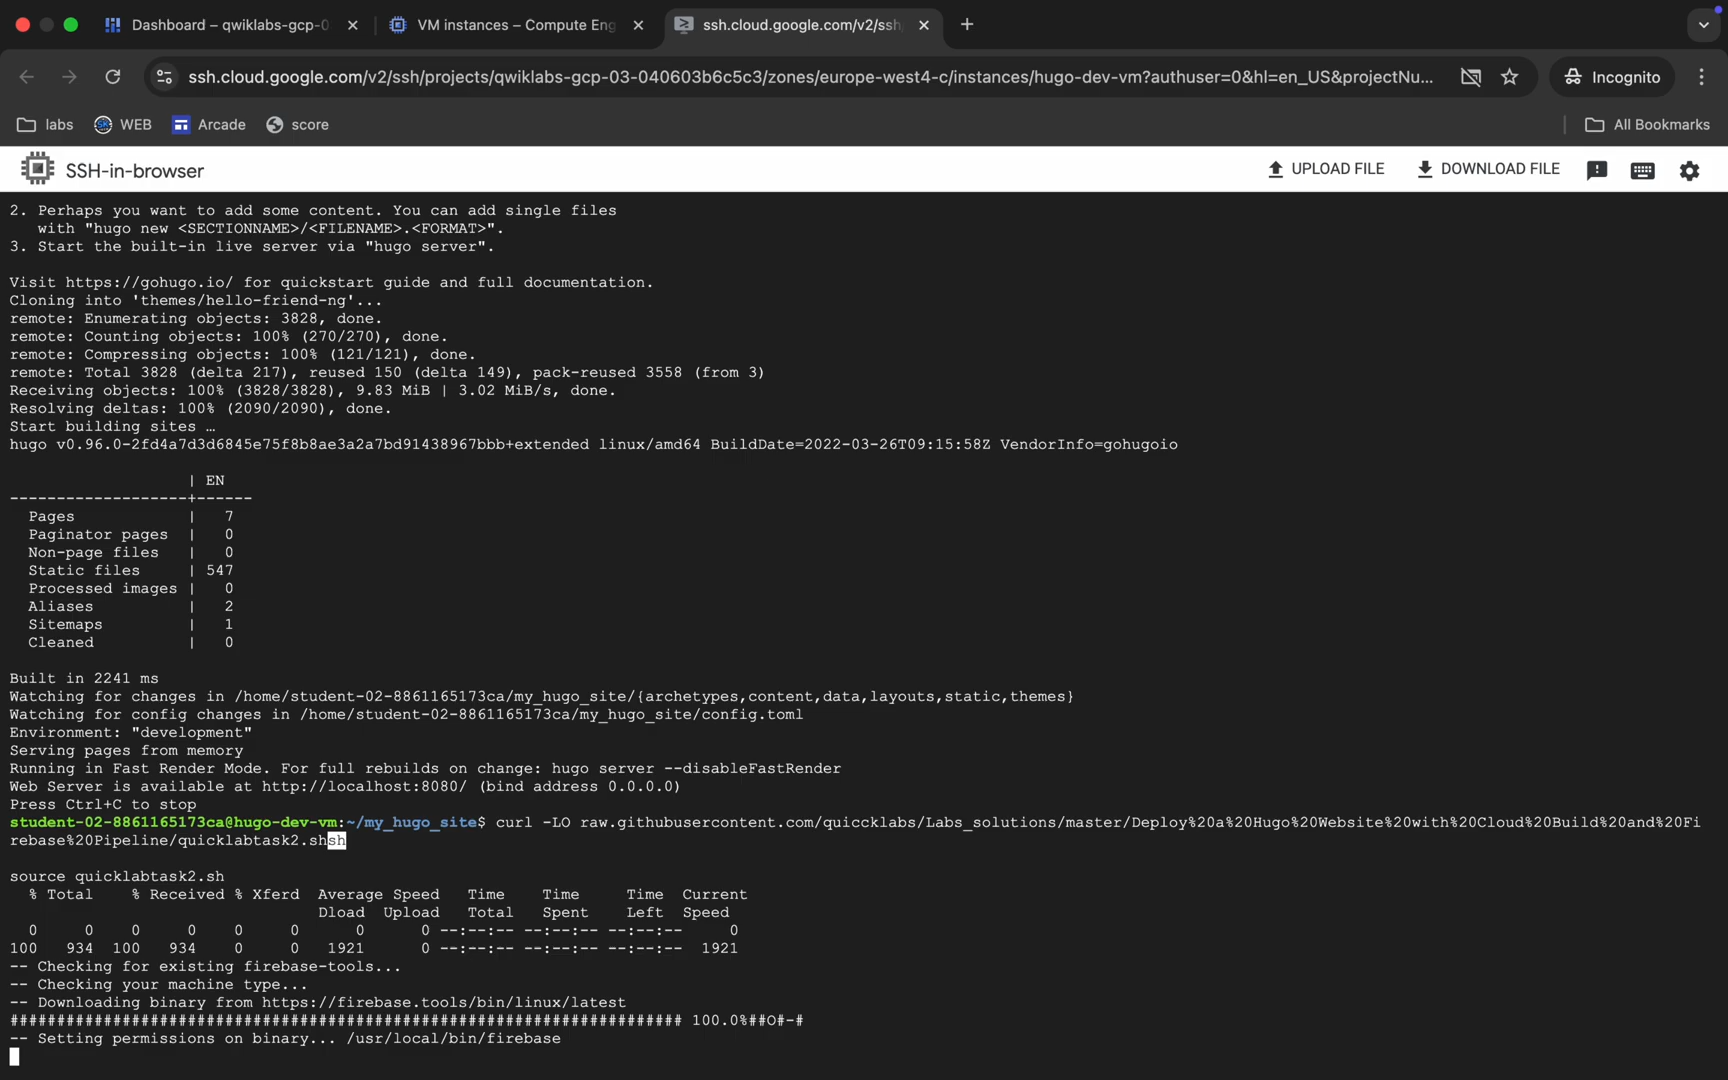 Dashboard – qwiklabs-gcp-0
VM instances – Compute Eng
ssh.cloud.google.com/v2/ssh
ssh.cloud.google.com/v2/ssh/projects/qwiklabs-gcp-03-040603b6c5c3/zones/europe-west4-c/instances/hugo-dev-vm?authuser=0&hl=en_US&projectNu...
Incognito
labs
WEB
Arcade
score
All Bookmarks
SSH-in-browser
UPLOAD FILE
DOWNLOAD FILE
2. Perhaps you want to add some content. You can add single files
with "hugo new <SECTIONNAME>/<FILENAME>.<FORMAT>".
3. Start the built-in live server via "hugo server".
Visit https://gohugo.io/ for quickstart guide and full documentation.
Cloning into 'themes/hello-friend-ng'...
remote: Enumerating objects: 3828, done.
remote: Counting objects: 100% (270/270), done.
remote: Compressing objects: 100% (121/121), done.
remote: Total 3828 (delta 217), reused 150 (delta 149), pack-reused 3558 (from 3)
Receiving objects: 100% (3828/3828), 9.83 MiB | 3.02 MiB/s, done.
Resolving deltas: 100% (2090/2090), done.
Start building sites …
hugo v0.96.0-2fd4a7d3d6845e75f8b8ae3a2a7bd91438967bbb+extended linux/amd64 BuildDate=2022-03-26T09:15:58Z VendorInfo=gohugoio
| EN
-------------------+------
Pages | 7
Paginator pages | 0
Non-page files | 0
Static files | 547
Processed images | 0
Aliases | 2
Sitemaps | 1
Cleaned | 0
Built in 2241 ms
Watching for changes in /home/student-02-8861165173ca/my_hugo_site/{archetypes,content,data,layouts,static,themes}
Watching for config changes in /home/student-02-8861165173ca/my_hugo_site/config.toml
Environment: "development"
Serving pages from memory
Running in Fast Render Mode. For full rebuilds on change: hugo server --disableFastRender
Web Server is available at http://localhost:8080/ (bind address 0.0.0.0)
Press Ctrl+C to stop
student-02-8861165173ca@hugo-dev-vm:~/my_hugo_site$ curl -LO raw.githubusercontent.com/quiccklabs/Labs_solutions/master/Deploy%20a%20Hugo%20Website%20with%20Cloud%20Build%20and%20Fi
rebase%20Pipeline/quicklabtask2.shsh
source quicklabtask2.sh
% Total % Received % Xferd Average Speed Time Time Time Current
Dload Upload Total Spent Left Speed
0 0 0 0 0 0 0 0 --:--:-- --:--:-- --:--:-- 0
100 934 100 934 0 0 1921 0 --:--:-- --:--:-- --:--:-- 1921
-- Checking for existing firebase-tools...
-- Checking your machine type...
-- Downloading binary from https://firebase.tools/bin/linux/latest
######################################################################## 100.0%##O#-#
-- Setting permissions on binary... /usr/local/bin/firebase